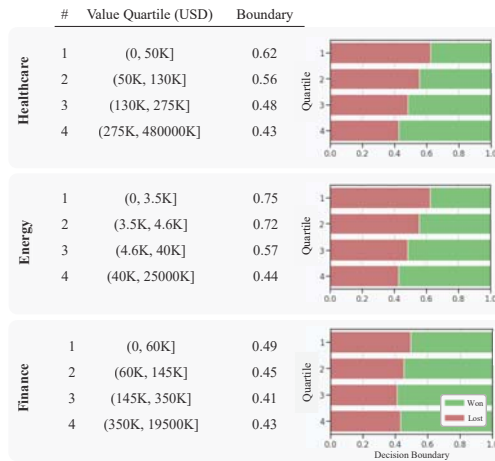 # Value Quartile (USD) Boundary
Healthcare
1 (0, 50K] 0.62
2 (50K, 130K] 0.56
3 (130K, 275K] 0.48
4 (275K, 480000K] 0.43
Quartile
1
2
3
4
0.0 0.2 0.4 0.6 0.8 1.0
Energy
1 (0, 3.5K] 0.75
2 (3.5K, 4.6K] 0.72
3 (4.6K, 40K] 0.57
4 (40K, 25000K] 0.44
Quartile
1
2
3
4
0.0 0.2 0.4 0.6 0.8 1.0
Finance
1 (0, 60K] 0.49
2 (60K, 145K] 0.45
3 (145K, 350K] 0.41
4 (350K, 19500K] 0.43
Quartile
1
2
3
4
Won
Lost
0.0 0.2 0.4 0.6 0.8 1.0
Decision Boundary